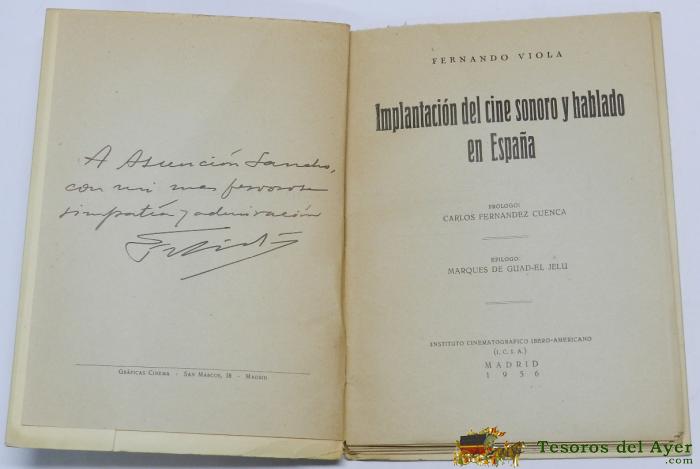 A Asunción Sancho,
con mi mas fervorosa
simpatía y admiración
GRÁFICAS CINEMA - SAN MARCOS, 38 - MADRID
FERNANDO VIOLA
Implantación del cine sonoro y hablado
en España
PROLOGO:
CARLOS FERNANDEZ CUENCA
EPILOGO:
MARQUES DE GUAD-EL JELU
INSTITUTO CINEMATOGRAFICO IBERO-AMERICANO
(I. C. I. A.)
MADRID
1956
Tesoros del Ayer
.com